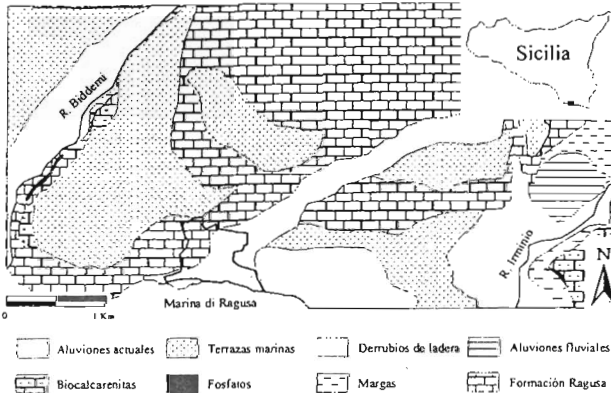 Sicilia
R. Biddemi
R. Irminio
N
Marina di Ragusa
0 1 Km
Aluviones actuales Terrazas marinas Derrubios de ladera Aluviones fluviales
Biocalcarenitas Fosfatos Margas Formación Ragusa